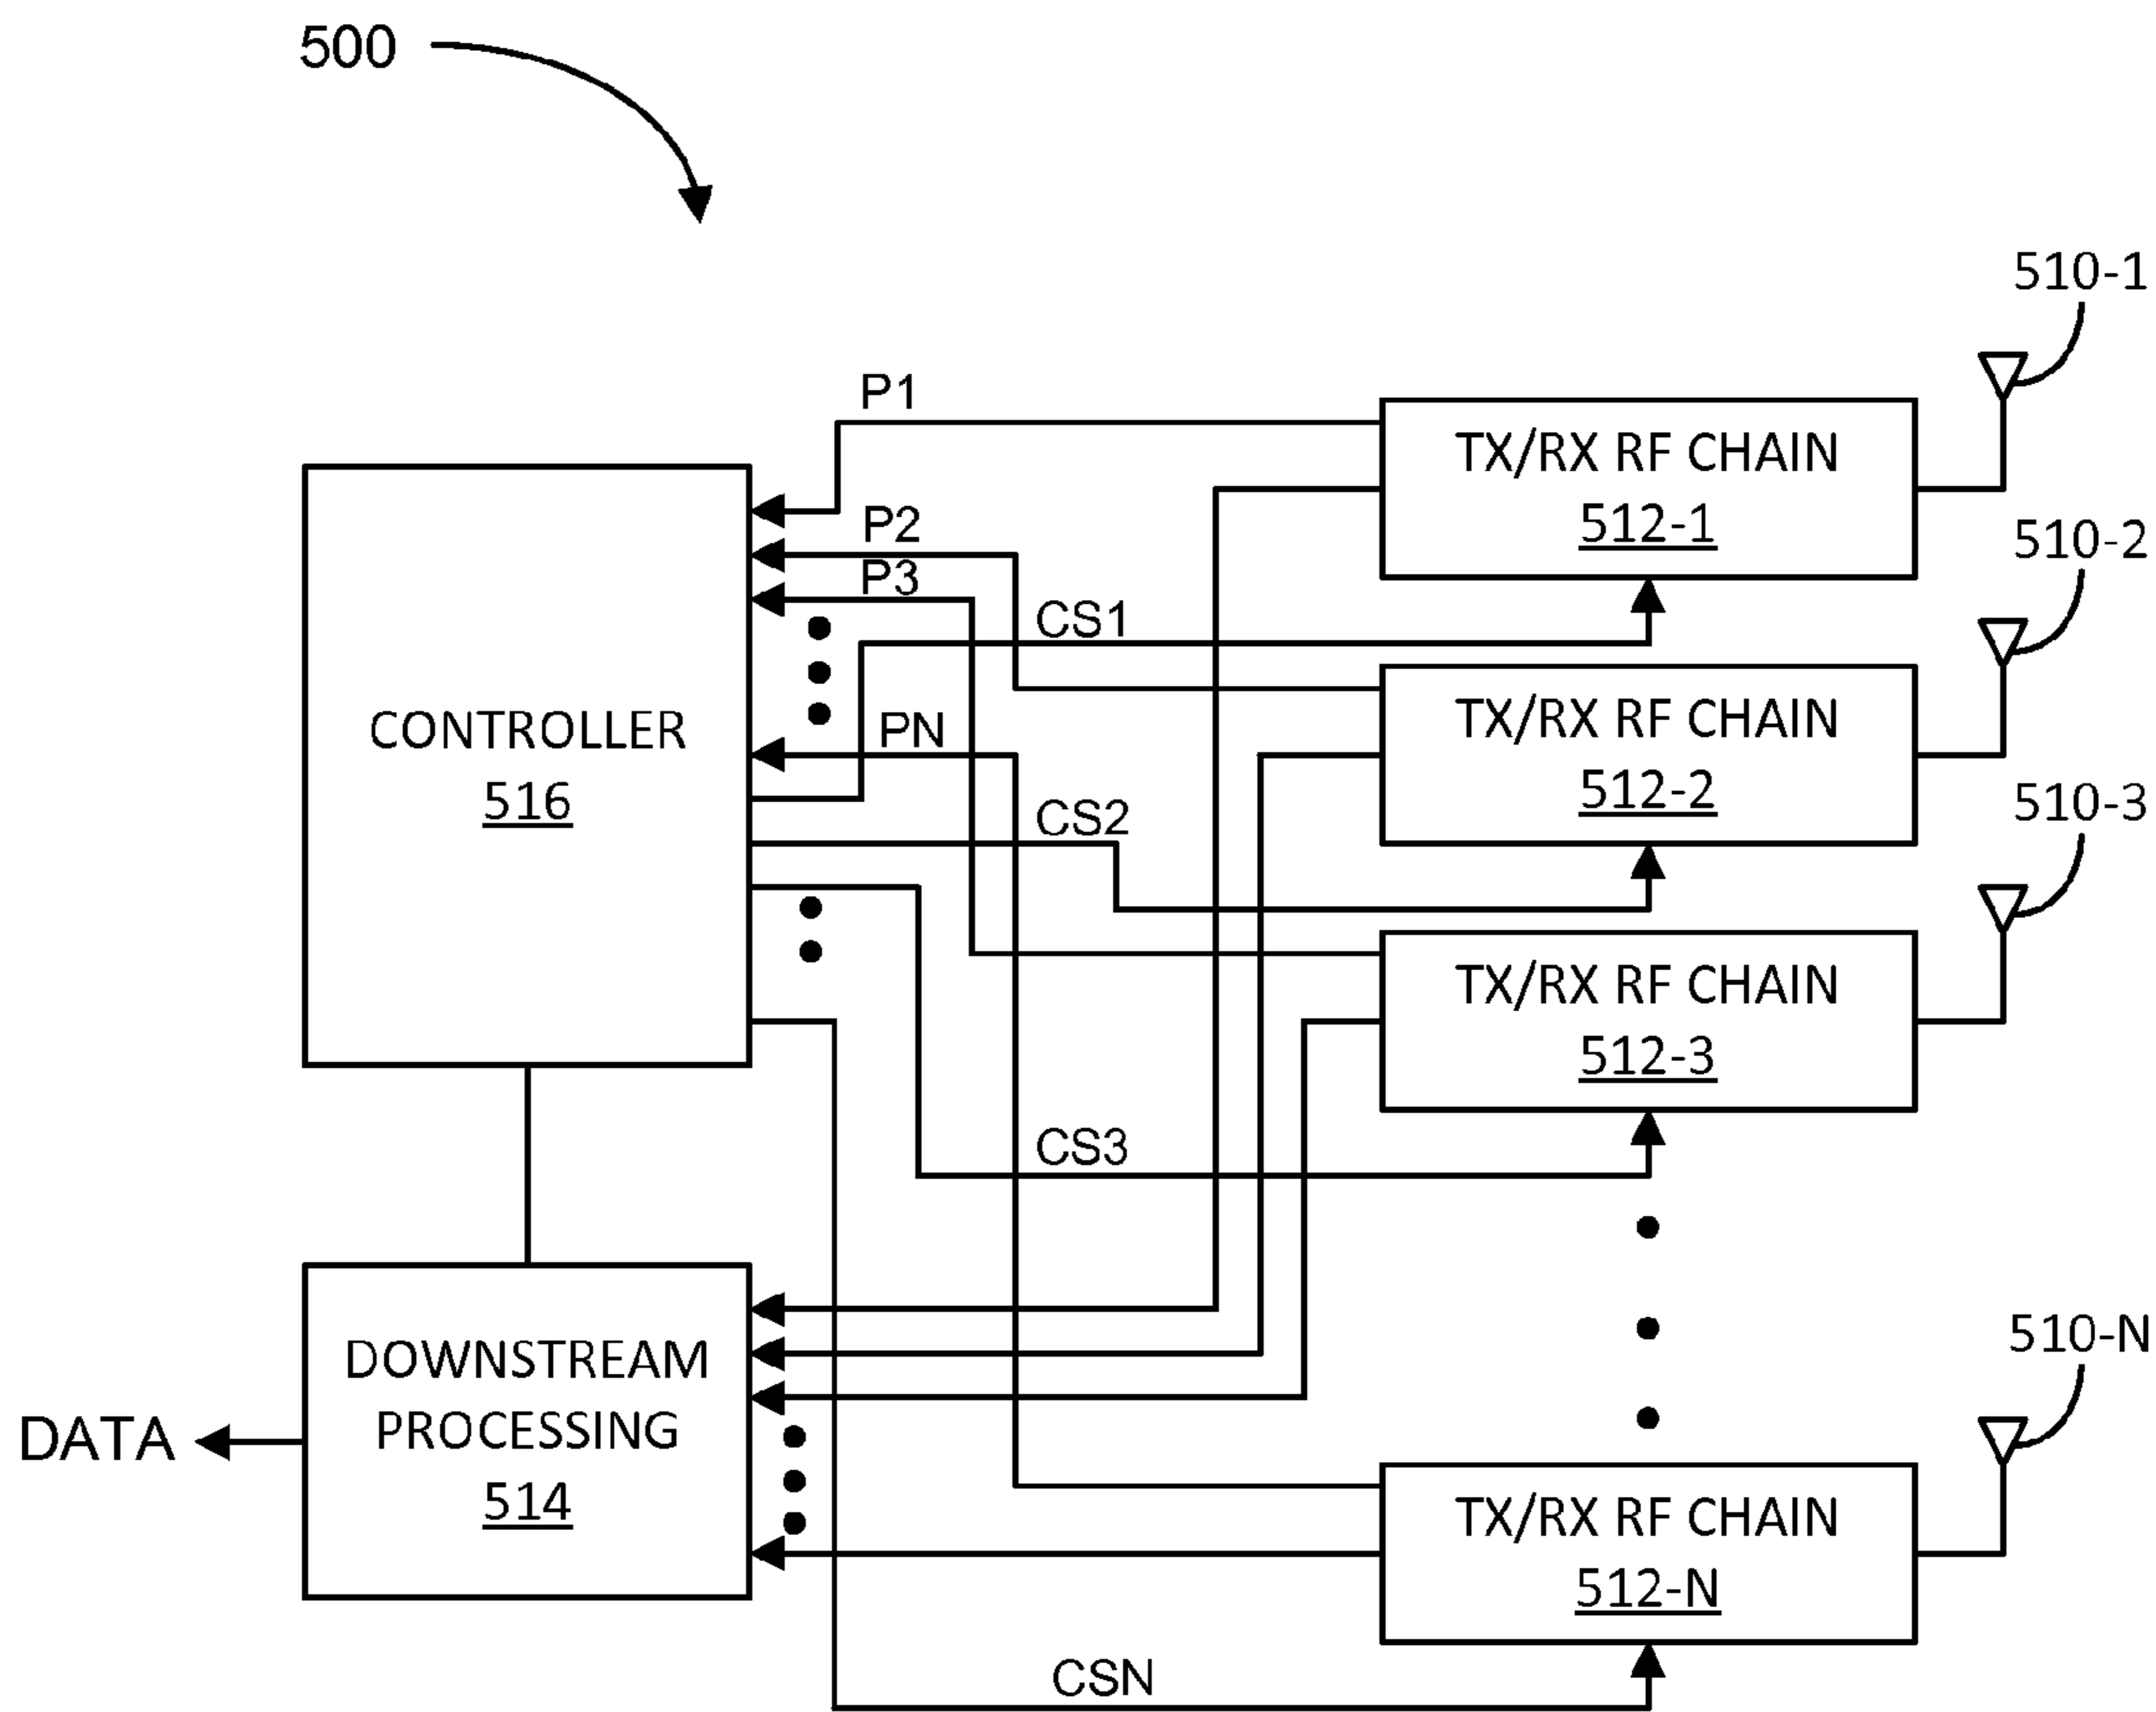 500
510-1
P1
TX/RX RF CHAIN
512-1
P2
510-2
P3
CS1
TX/RX RF CHAIN
512-2
CONTROLLER
516
PN
510-3
CS2
TX/RX RF CHAIN
512-3
CS3
510-N
DOWNSTREAM
PROCESSING
514
DATA
TX/RX RF CHAIN
512-N
CSN